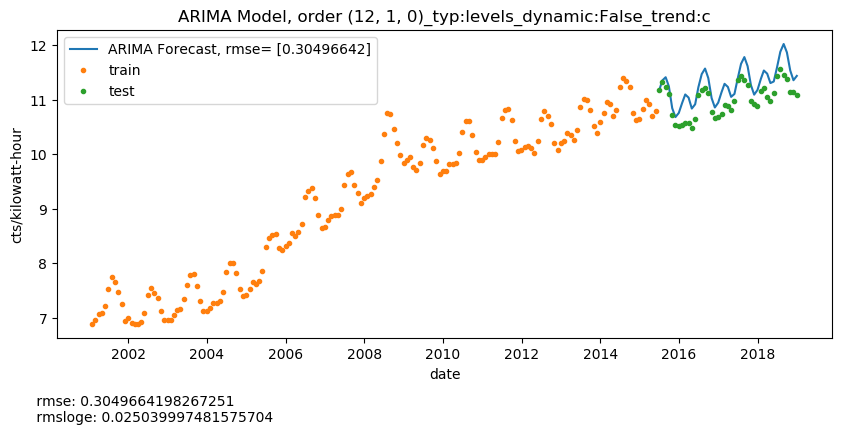 ARIMA Model, order (12, 1, 0)_typ:levels_dynamic:False_trend:c
ARIMA Forecast, rmse= [0.30496642]
train
test
cts/kilowatt-hour
12
11
10
9
8
7
2002 2004 2006 2008 2010 2012 2014 2016 2018
date
rmse: 0.3049664198267251
rmsloge: 0.025039997481575704